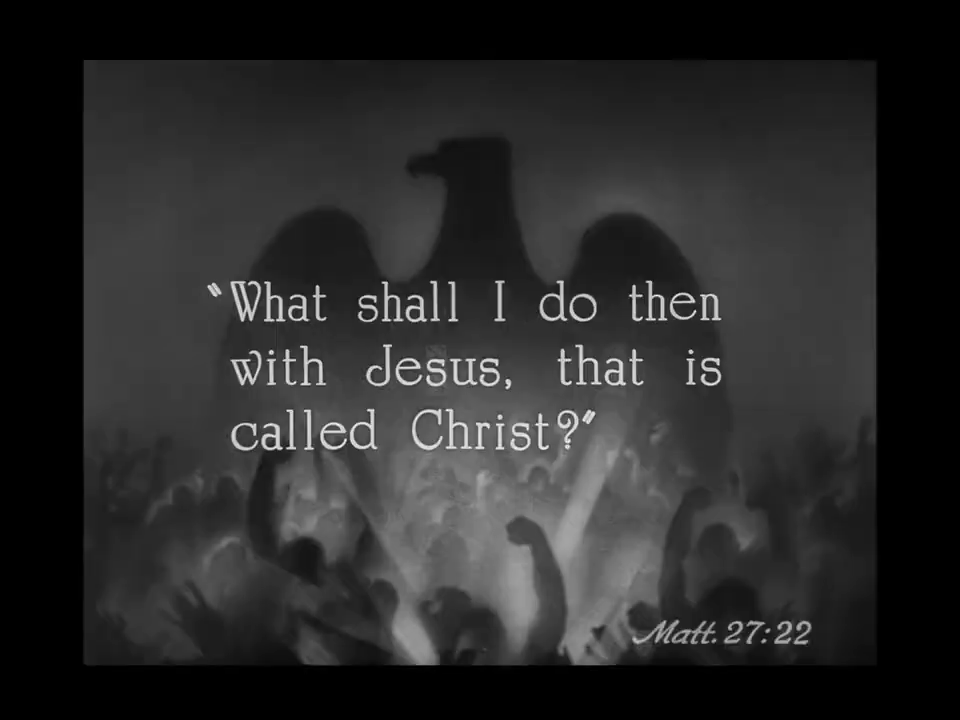 "What shall I do then
with Jesus, that is
called Christ?"
Matt. 27:22